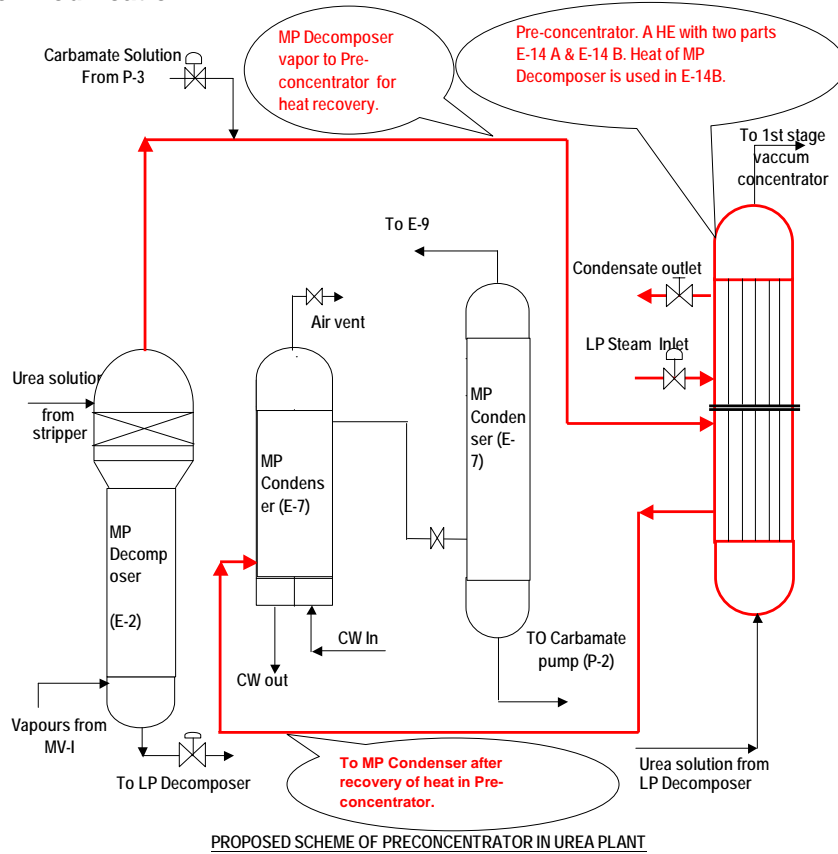 Carbamate Solution
From P-3
MP Decomposer
vapor to Pre-
concentrator for
heat recovery.
Pre-concentrator. A HE with two parts
E-14 A & E-14 B. Heat of MP
Decomposer is used in E-14B.
To 1st stage
vaccum
concentrator
To E-9
Condensate outlet
Air vent
LP Steam Inlet
Urea solution
from
stripper
MP
Condens
er (E-7)
MP
Conden
ser (E-
7)
MP
Decomp
oser
(E-2)
CW In
CW out
TO Carbamate
pump (P-2)
Vapours from
MV-I
To LP Decomposer
To MP Condenser after
recovery of heat in Pre-
concentrator.
Urea solution from
LP Decomposer
PROPOSED SCHEME OF PRECONCENTRATOR IN UREA PLANT